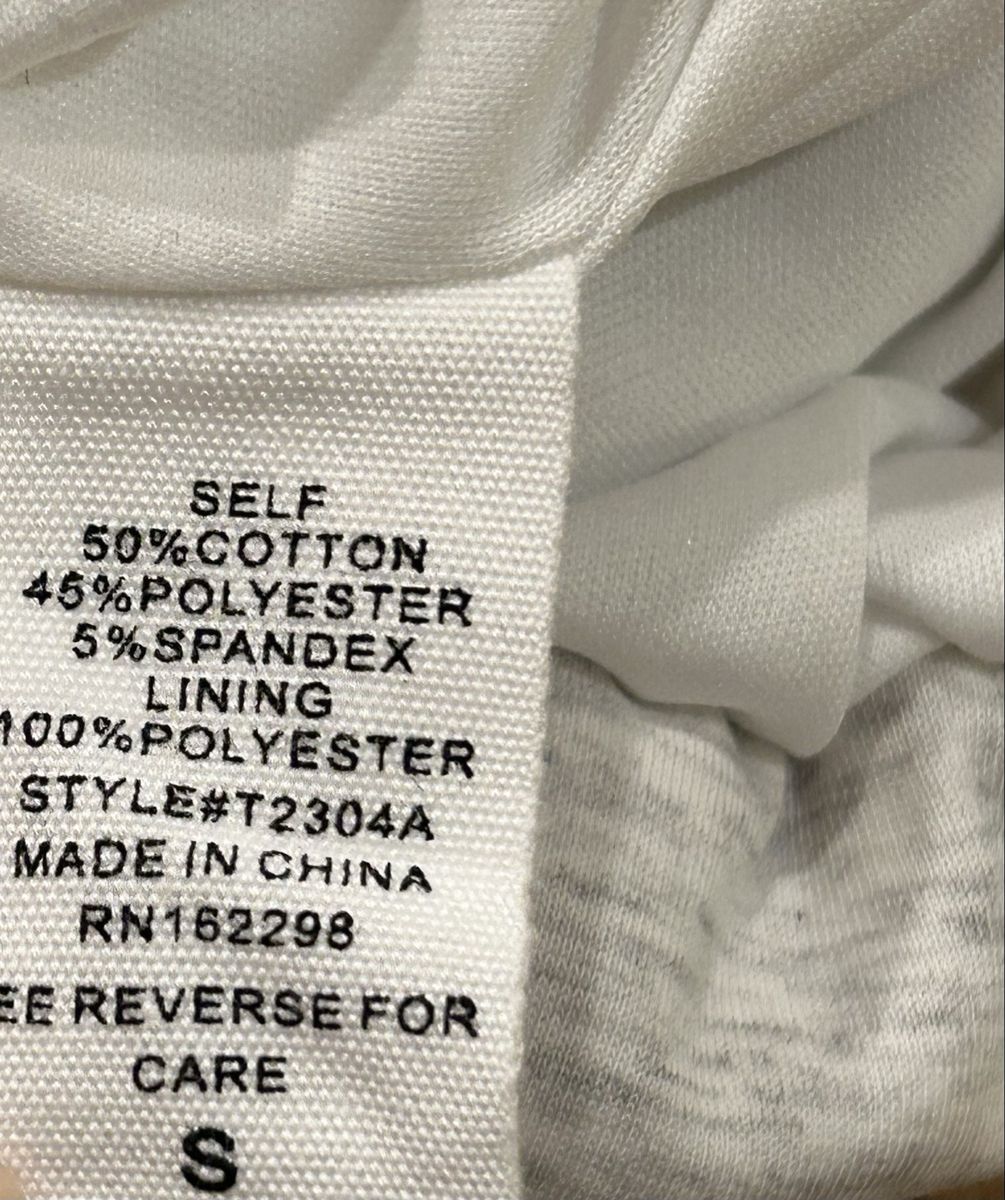 SELF
50%COTTON
45%POLYESTER
5%SPANDEX
LINING
100%POLYESTER
STYLE#T2304A
MADE IN CHINA
RN162298
EE REVERSE FOR
CARE
S